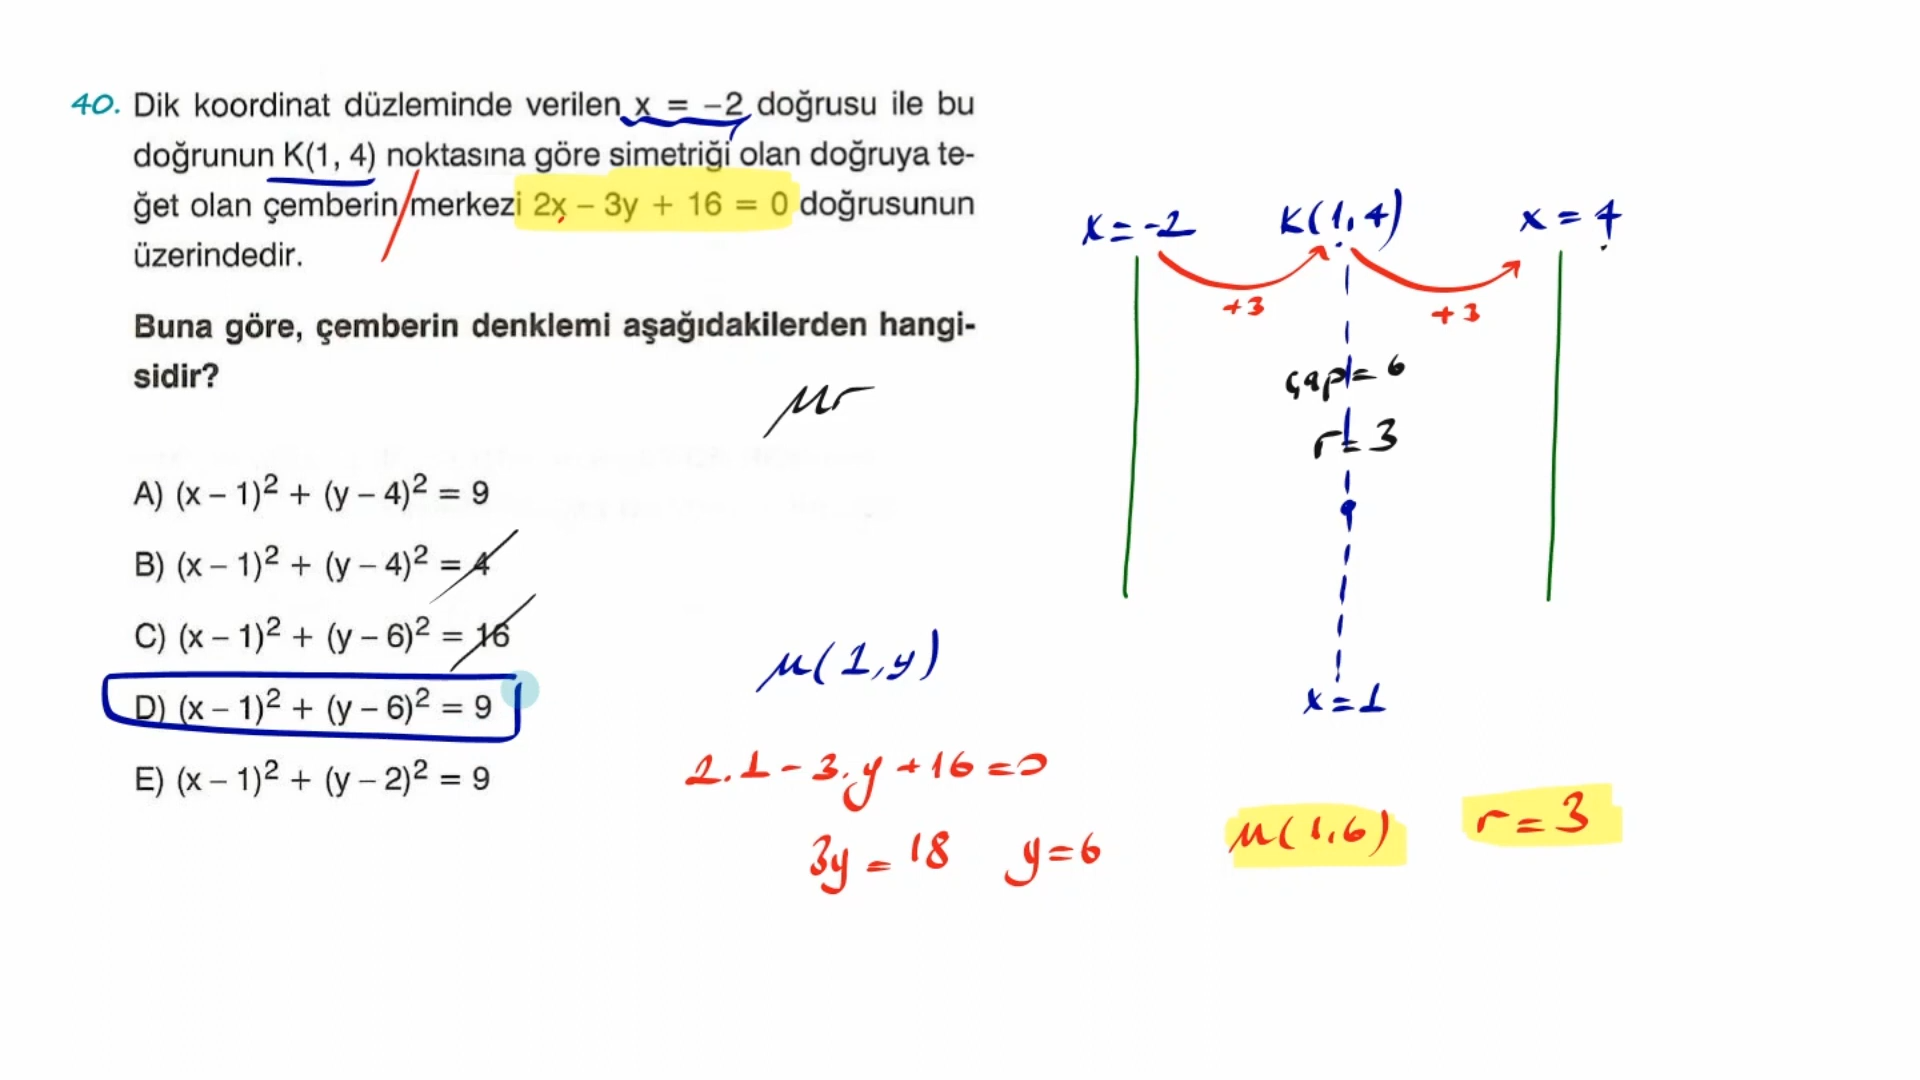 40. Dik koordinat düzleminde verilen x = −2 doğrusu ile bu
doğrunun K(1, 4) noktasına göre simetriği olan doğruya te-
ğet olan çemberin merkezi 2x − 3y + 16 = 0 doğrusunun
üzerindedir.
Buna göre, çemberin denklemi aşağıdakilerden hangi-
sidir?
A) (x − 1)² + (y − 4)² = 9
B) (x − 1)² + (y − 4)² = 4
C) (x − 1)² + (y − 6)² = 16
D) (x − 1)² + (y − 6)² = 9
E) (x − 1)² + (y − 2)² = 9
x = -2
K(1,4)
x = 4
+3
+3
çap = 6
r = 3
x = 1
M(1,y)
2.1 - 3.y + 16 = 0
3y = 18
y = 6
M(1,6)
r = 3